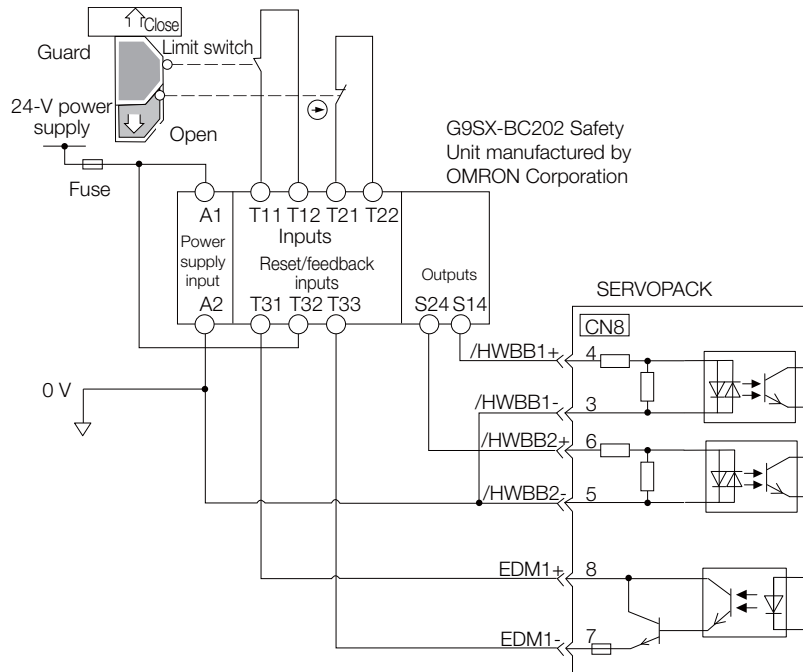 Close
Guard
Limit switch
24-V power
supply
Open
Fuse
G9SX-BC202 Safety
Unit manufactured by
OMRON Corporation
A1
T11
T12
T21
T22
Power
supply
input
Inputs
Reset/feedback
inputs
Outputs
A2
T31
T32
T33
S24
S14
SERVOPACK
CN8
/HWBB1+
4
0 V
/HWBB1-
3
/HWBB2+
6
/HWBB2-
5
EDM1+
8
EDM1-
7